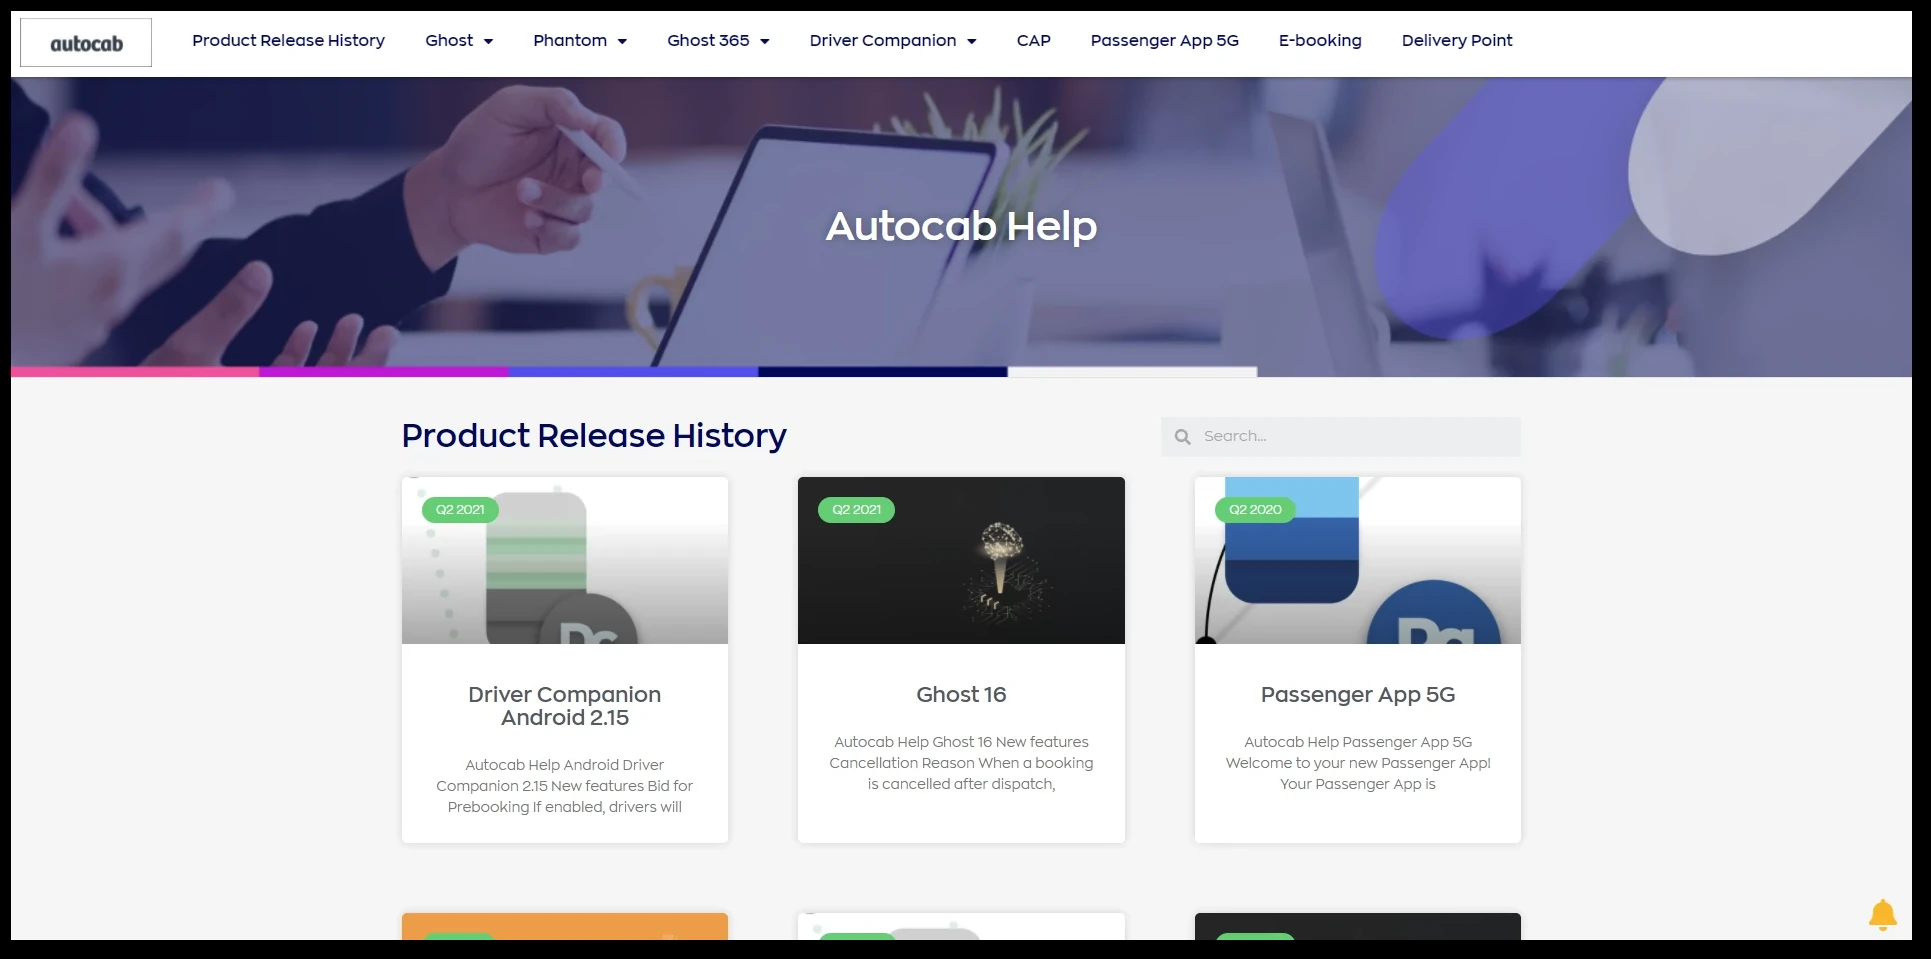 autocab
Product Release History
Ghost
Phantom
Ghost 365
Driver Companion
CAP
Passenger App 5G
E-booking
Delivery Point
Autocab Help
Product Release History
Search...
Q2 2021
Dc
Driver Companion
Android 2.15
Autocab Help Android Driver
Companion 2.15 New features Bid for
Prebooking If enabled, drivers will
Q2 2021
Ghost 16
Autocab Help Ghost 16 New features
Cancellation Reason When a booking
is cancelled after dispatch,
Q2 2020
Passenger App 5G
Autocab Help Passenger App 5G
Welcome to your new Passenger App!
Your Passenger App is